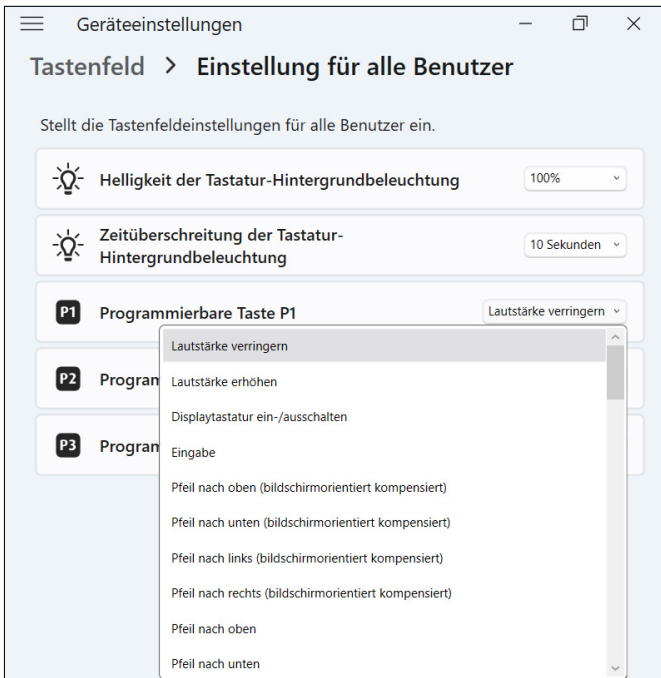 Geräteeinstellungen
Tastenfeld > Einstellung für alle Benutzer
Stellt die Tastenfeldeinstellungen für alle Benutzer ein.
Helligkeit der Tastatur-Hintergrundbeleuchtung
100%
Zeitüberschreitung der Tastatur-
Hintergrundbeleuchtung
10 Sekunden
P1 Programmierbare Taste P1
Lautstärke verringern
P2 Program
P3 Program
Lautstärke verringern
Lautstärke erhöhen
Displaytastatur ein-/ausschalten
Eingabe
Pfeil nach oben (bildschirmorientiert kompensiert)
Pfeil nach unten (bildschirmorientiert kompensiert)
Pfeil nach links (bildschirmorientiert kompensiert)
Pfeil nach rechts (bildschirmorientiert kompensiert)
Pfeil nach oben
Pfeil nach unten